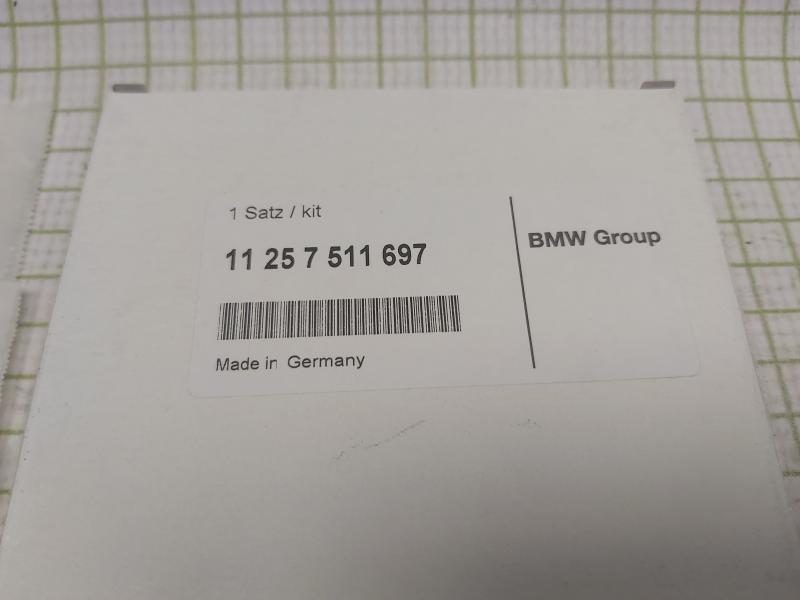 1 Satz / kit
11 25 7 511 697
BMW Group
Made in Germany